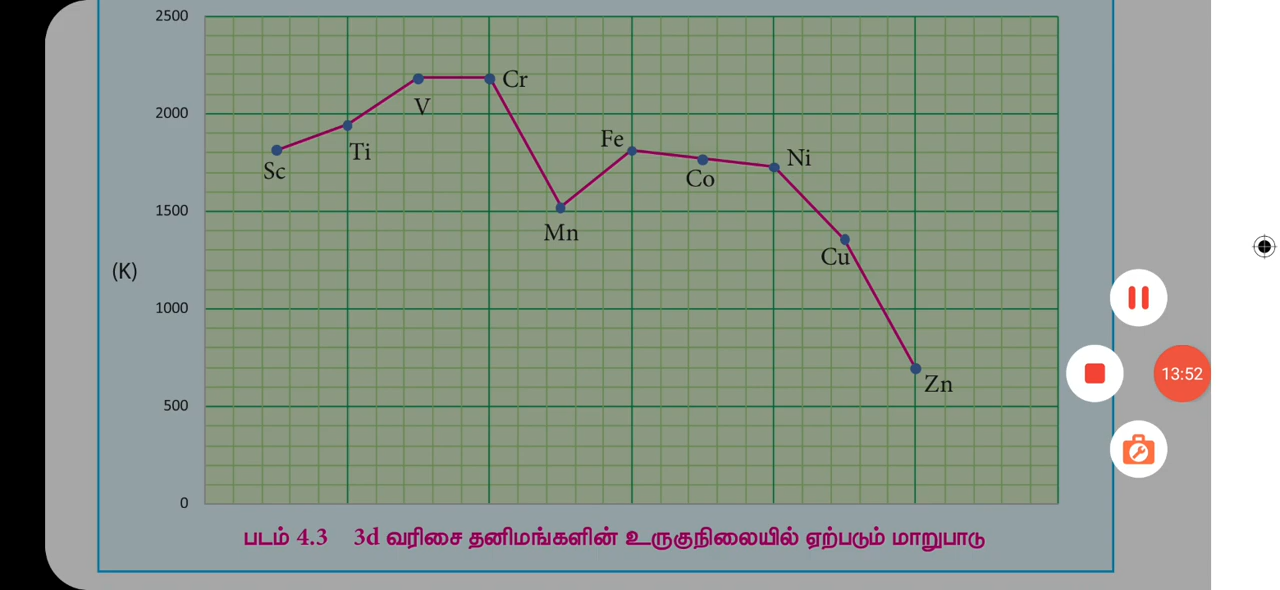 2500
Cr
V
2000
Fe
Ti
Ni
Sc
Co
1500
Mn
Cu
(K)
1000
13:52
Zn
500
0
படம் 4.3 3d வரிசை தனிமங்களின் உருகுநிலையில் ஏற்படும் மாறுபாடு